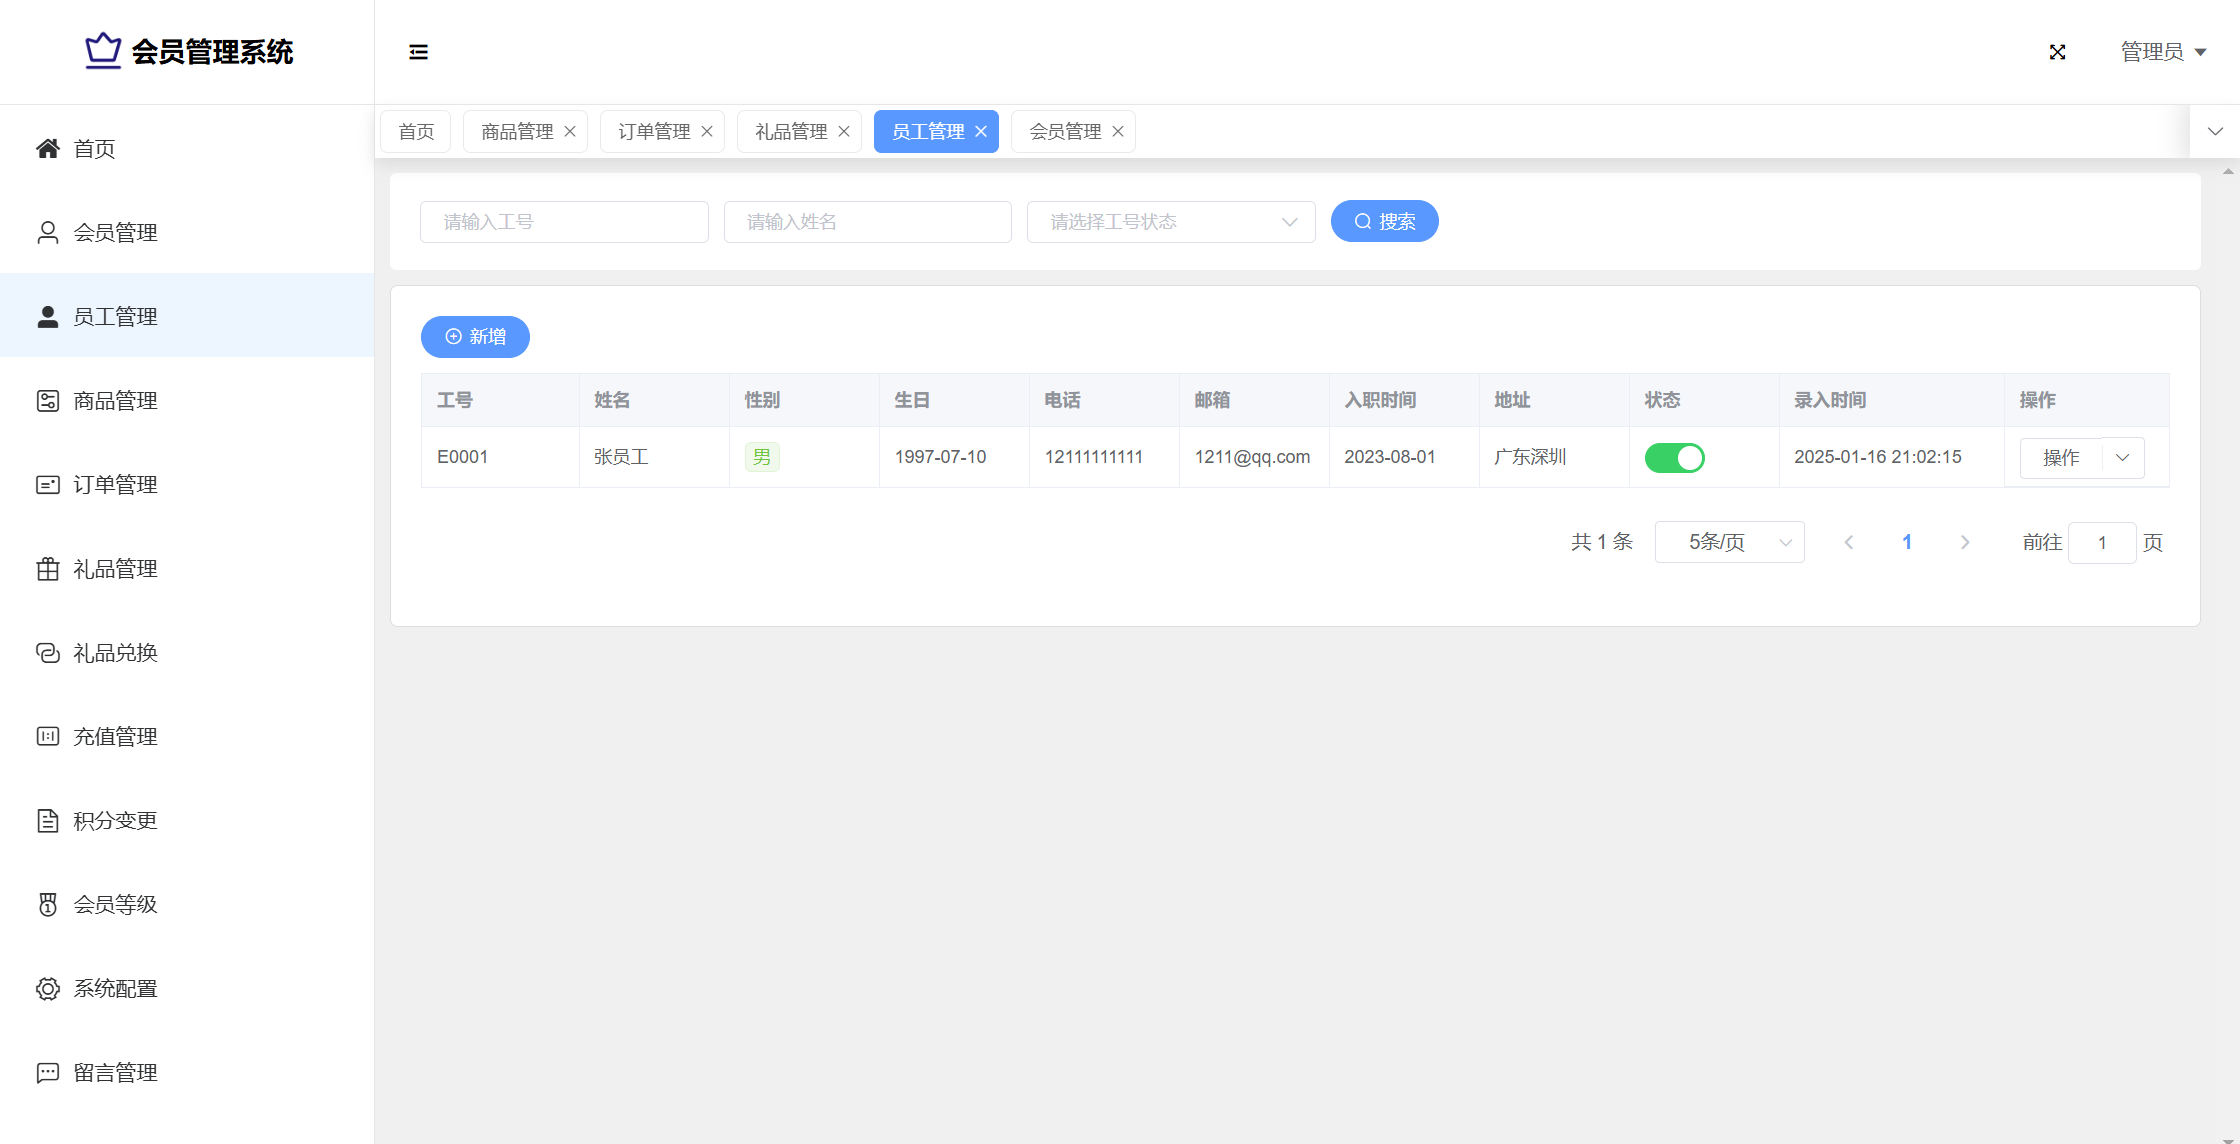 会员管理系统
管理员
首页
会员管理
员工管理
商品管理
订单管理
礼品管理
礼品兑换
充值管理
积分变更
会员等级
系统配置
留言管理
首页 商品管理 订单管理 礼品管理 员工管理 会员管理
请输入工号 请输入姓名 请选择工号状态 搜索
新增
工号 姓名 性别 生日 电话 邮箱 入职时间 地址 状态 录入时间 操作
E0001 张员工 男 1997-07-10 12111111111 1211@qq.com 2023-08-01 广东深圳 2025-01-16 21:02:15 操作
共 1 条 5条/页 1 前往 1 页